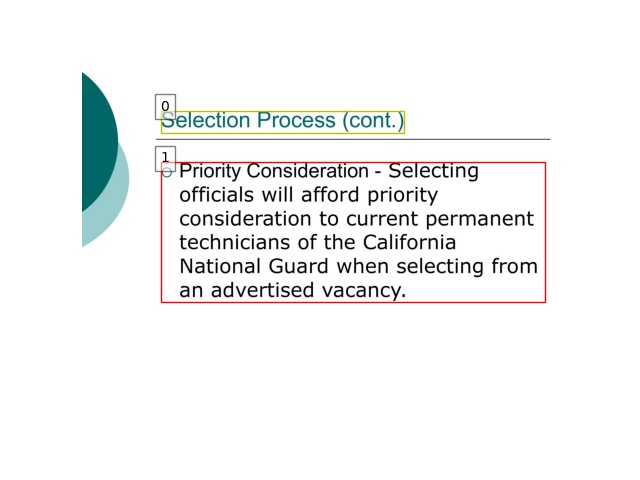 0
Selection Process (cont.)
1
Priority Consideration - Selecting
officials will afford priority
consideration to current permanent
technicians of the California
National Guard when selecting from
an advertised vacancy.